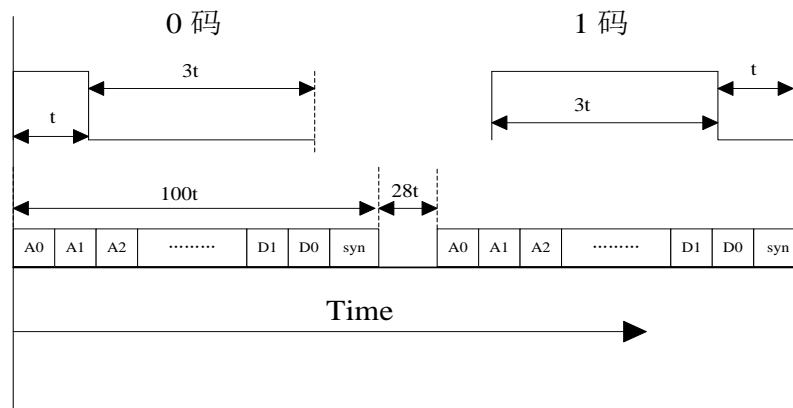 0 码 1 码
3t t
t 3t
100t 28t
A0 A1 A2 ......... D1 D0 syn A0 A1 A2 ......... D1 D0 syn
Time